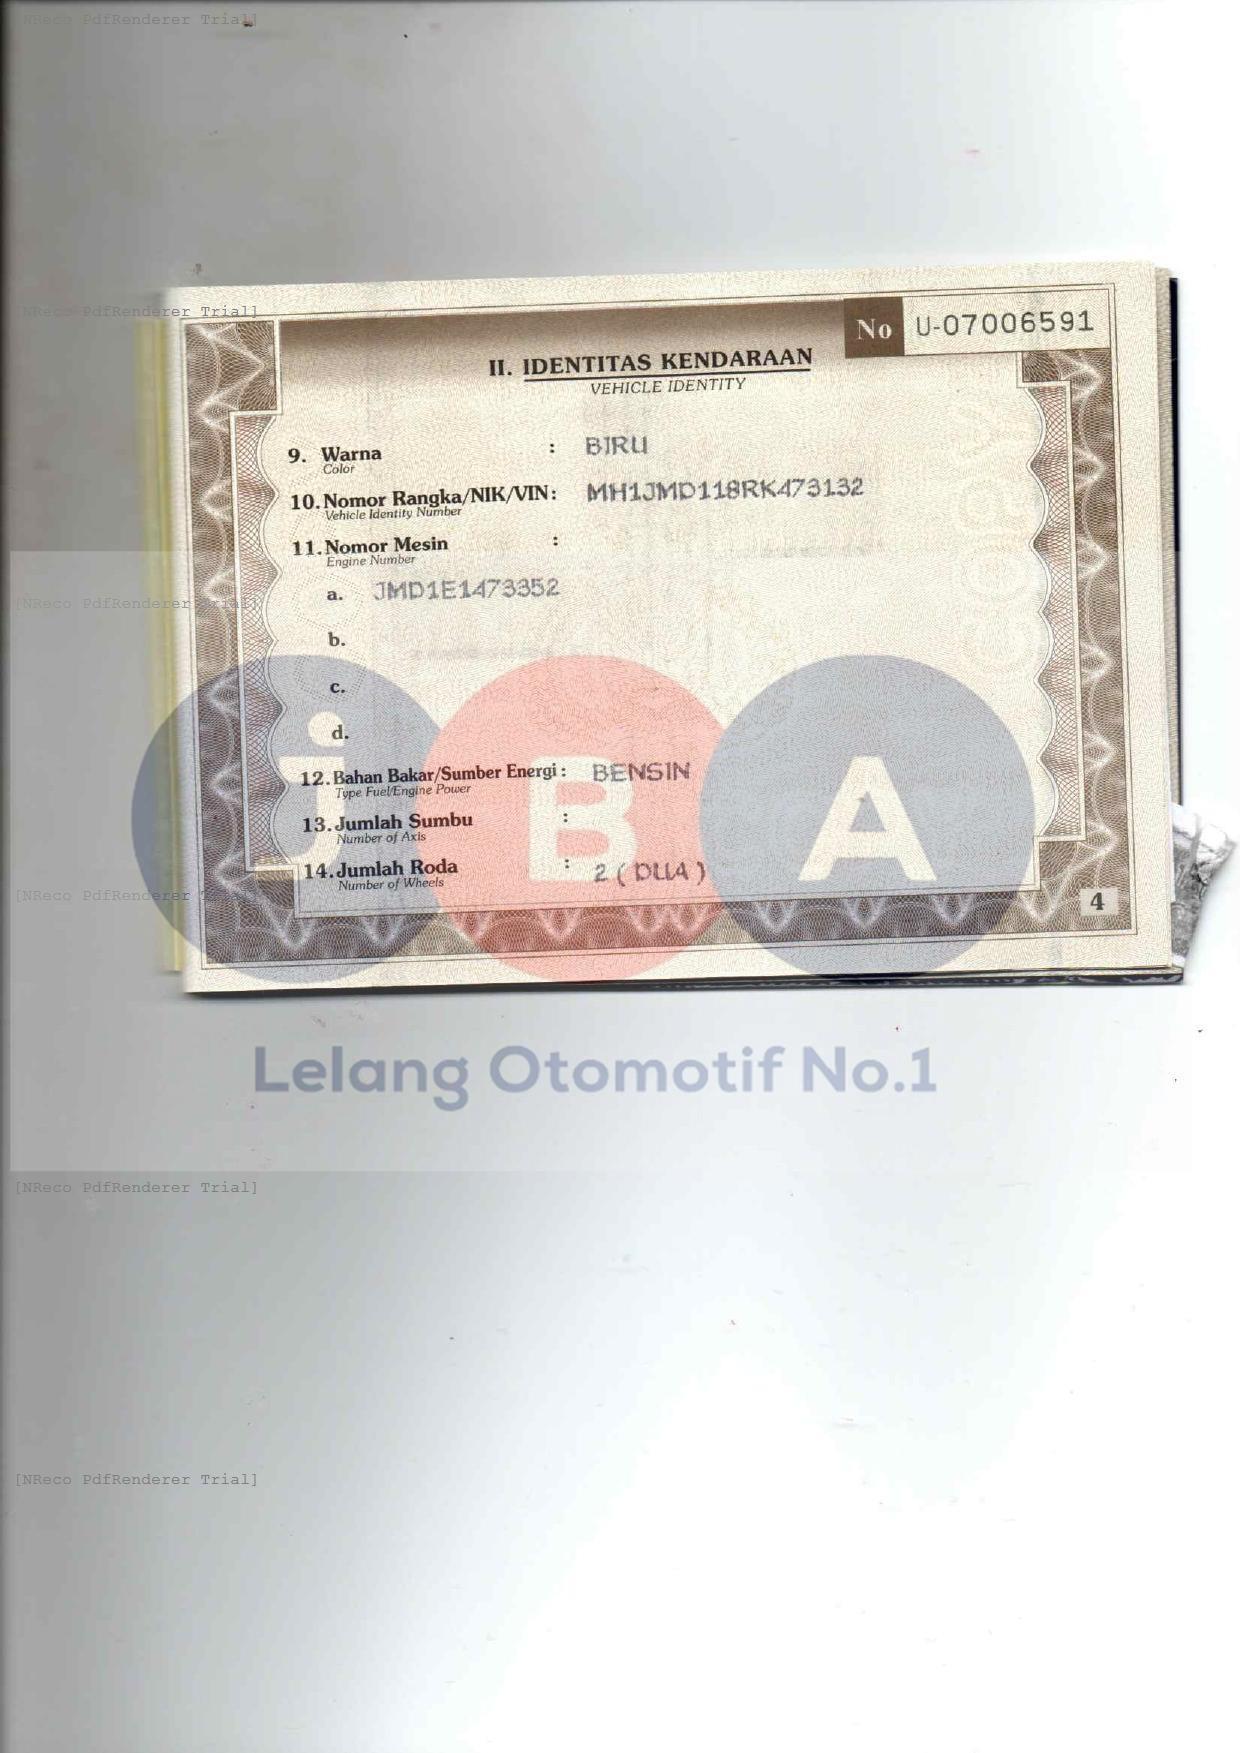 [NReco PdfRenderer Trial]
[NReco PdfRenderer Trial]
No U-07006591
II. IDENTITAS KENDARAAN
VEHICLE IDENTITY
9. Warna : BIRU
Color
10. Nomor Rangka/NIK/VIN : MH1JMD118RK473132
Vehicle Identity Number
11. Nomor Mesin :
Engine Number
a. JMD1E1473352
[NReco PdfRenderer Trial]
b.
c.
d.
12. Bahan Bakar/Sumber Energi : BENSIN
Type Fuel/Engine Power
13. Jumlah Sumbu :
Number of Axis
14. Jumlah Roda : 2 ( DUA )
Number of Wheels
[NReco PdfRenderer Trial]
4
jBA
Lelang Otomotif No.1
[NReco PdfRenderer Trial]
[NReco PdfRenderer Trial]